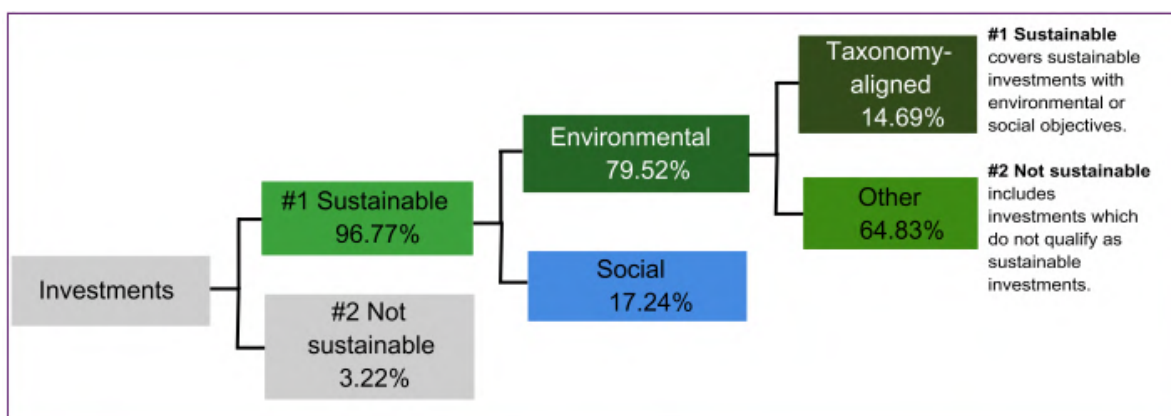 Investments
#1 Sustainable
96.77%
#2 Not
sustainable
3.22%
Environmental
79.52%
Social
17.24%
Taxonomy-
aligned
14.69%
Other
64.83%
#1 Sustainable
covers sustainable
investments with
environmental or
social objectives.
#2 Not sustainable
includes
investments which
do not qualify as
sustainable
investments.